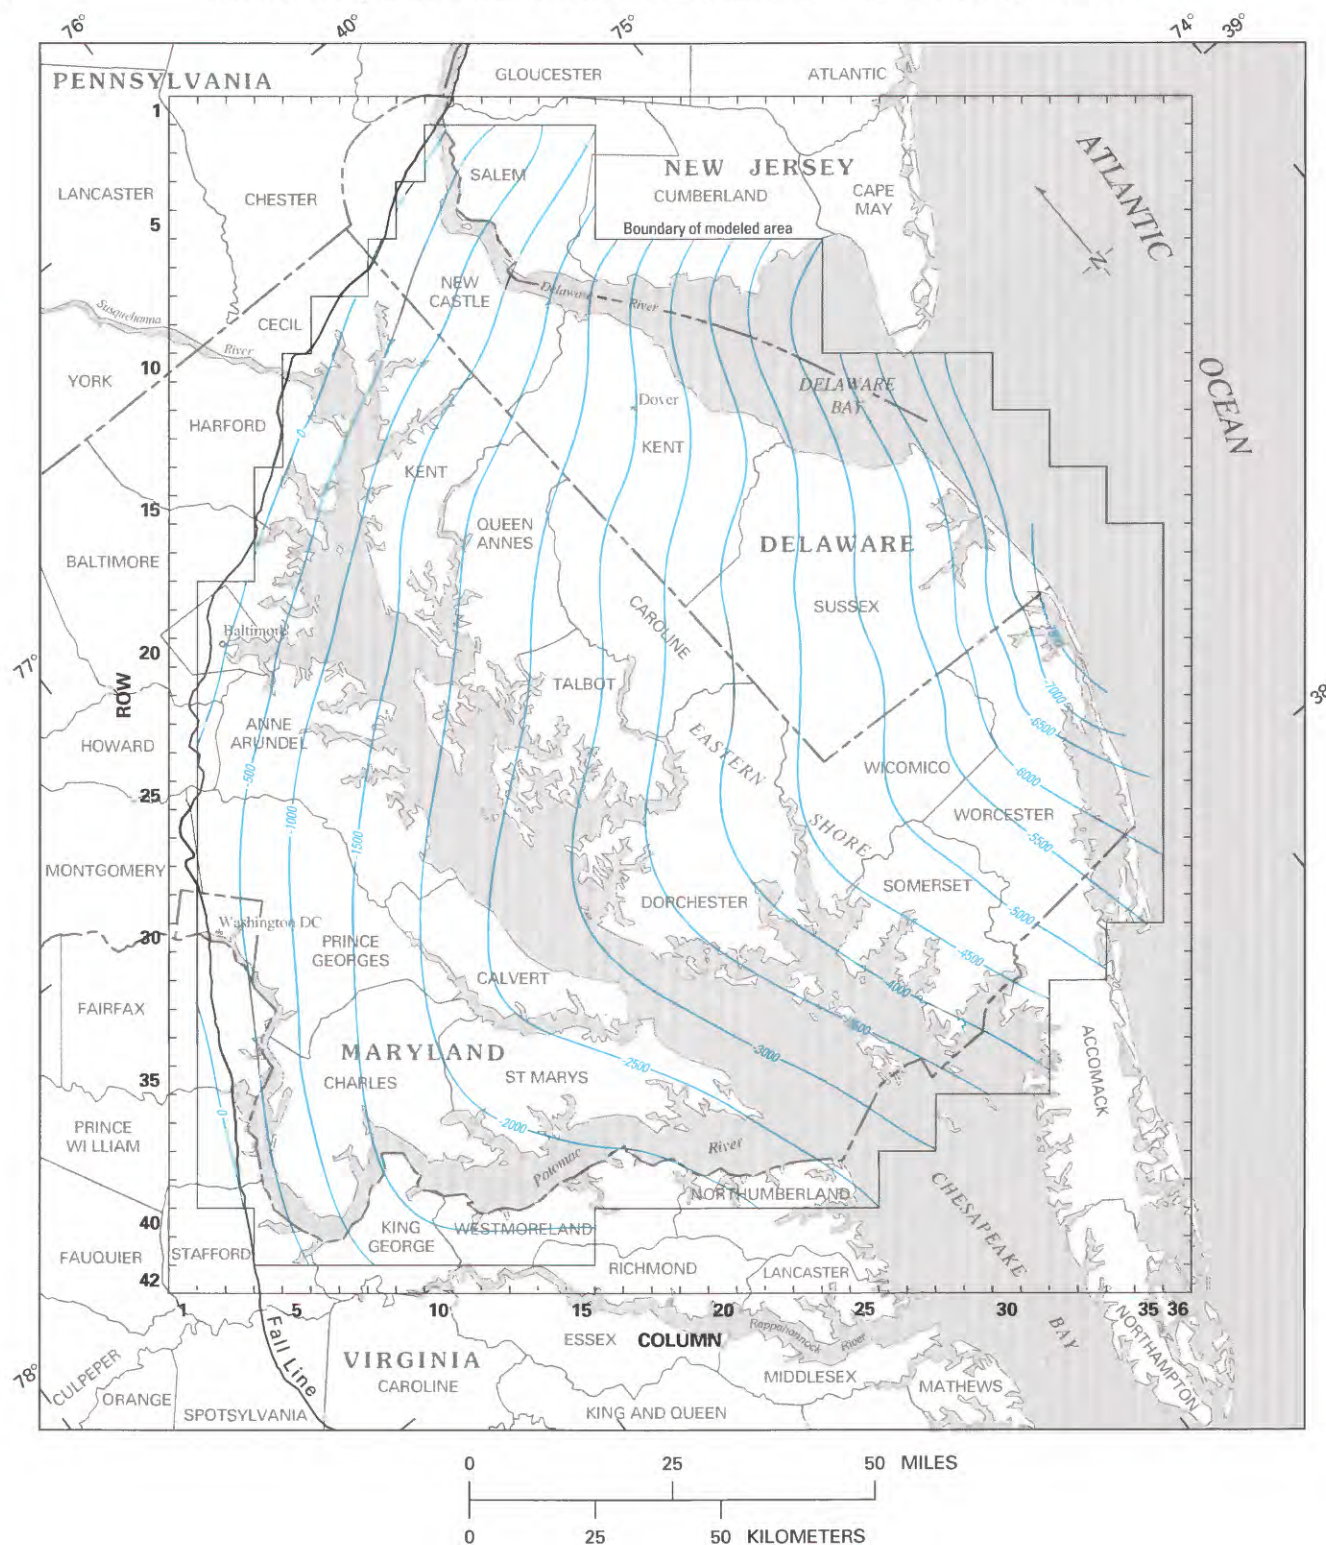 76°
40°
75°
74°
39°
PENNSYLVANIA
GLOUCESTER
ATLANTIC
1
ATLANTIC
NEW JERSEY
SALEM
LANCASTER
CHESTER
CUMBERLAND
CAPE
MAY
5
Boundary of modeled area
N
NEW
CASTLE
Delaware River
Susquehanna
River
CECIL
OCEAN
YORK
10
DELAWARE
BAY
Dover
HARFORD
0
KENT
KENT
15
QUEEN
ANNES
DELAWARE
BALTIMORE
SUSSEX
CAROLINE
Baltimore
20
77°
ROW
TALBOT
38°
-7000
ANNE
ARUNDEL
-6500
HOWARD
EASTERN
SHORE
WICOMICO
-500
-6000
25
-1000
WORCESTER
-1500
-5500
MONTGOMERY
SOMERSET
DORCHESTER
-5000
Washington DC
30
PRINCE
GEORGES
-4500
CALVERT
-4000
FAIRFAX
-3500
MARYLAND
-3000
ACCOMACK
-2500
35
CHARLES
ST MARYS
0
-2000
PRINCE
WILLIAM
Potomac
River
NORTHUMBERLAND
CHESAPEAKE
BAY
40
KING
GEORGE
WESTMORELAND
FAUQUIER
STAFFORD
RICHMOND
LANCASTER
42
1
5
10
15
20
25
30
35
36
Fall Line
ESSEX
COLUMN
Rappahannock
River
NORTHAMPTON
VIRGINIA
CAROLINE
MIDDLESEX
MATHEWS
78°
CULPEPER
ORANGE
SPOTSYLVANIA
KING AND QUEEN
0 25 50 MILES
0 25 50 KILOMETERS